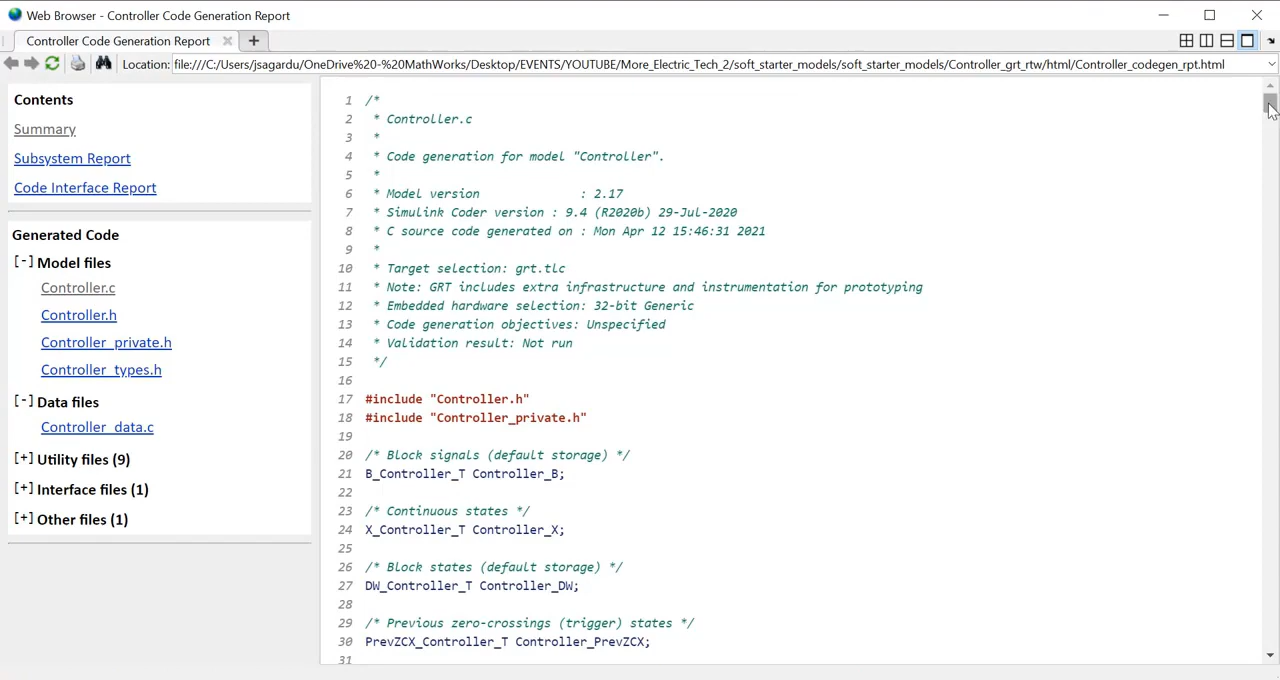 Web Browser - Controller Code Generation Report
Controller Code Generation Report
Location: file:///C:/Users/jsagardu/OneDrive%20-%20MathWorks/Desktop/EVENTS/YOUTUBE/More_Electric_Tech_2/soft_starter_models/soft_starter_models/Controller_grt_rtw/html/Controller_codegen_rpt.html
Contents
Summary
Subsystem Report
Code Interface Report
Generated Code
[-] Model files
Controller.c
Controller.h
Controller_private.h
Controller_types.h
[-] Data files
Controller_data.c
[+] Utility files (9)
[+] Interface files (1)
[+] Other files (1)
1 /*
2  * Controller.c
3  *
4  * Code generation for model "Controller".
5  *
6  * Model version              : 2.17
7  * Simulink Coder version : 9.4 (R2020b) 29-Jul-2020
8  * C source code generated on : Mon Apr 12 15:46:31 2021
9  *
10  * Target selection: grt.tlc
11  * Note: GRT includes extra infrastructure and instrumentation for prototyping
12  * Embedded hardware selection: 32-bit Generic
13  * Code generation objectives: Unspecified
14  * Validation result: Not run
15  */
16
17 #include "Controller.h"
18 #include "Controller_private.h"
19
20 /* Block signals (default storage) */
21 B_Controller_T Controller_B;
22
23 /* Continuous states */
24 X_Controller_T Controller_X;
25
26 /* Block states (default storage) */
27 DW_Controller_T Controller_DW;
28
29 /* Previous zero-crossings (trigger) states */
30 PrevZCX_Controller_T Controller_PrevZCX;
31